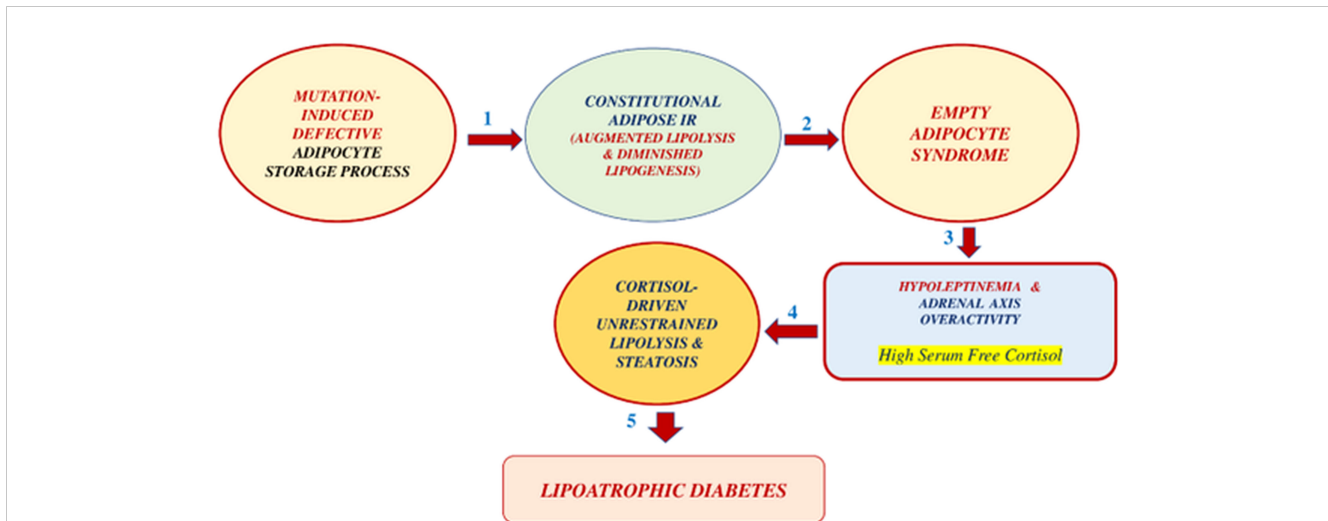 MUTATION-
INDUCED
DEFECTIVE
ADIPOCYTE
STORAGE PROCESS
1
CONSTITUTIONAL
ADIPOSE IR
(AUGMENTED LIPOLYSIS
& DIMINISHED
LIPOGENESIS)
2
EMPTY
ADIPOCYTE
SYNDROME
3
HYPOLEPTINEMIA &
ADRENAL AXIS
OVERACTIVITY
High Serum Free Cortisol
4
CORTISOL-
DRIVEN
UNRESTRAINED
LIPOLYSIS &
STEATOSIS
5
LIPOATROPHIC DIABETES